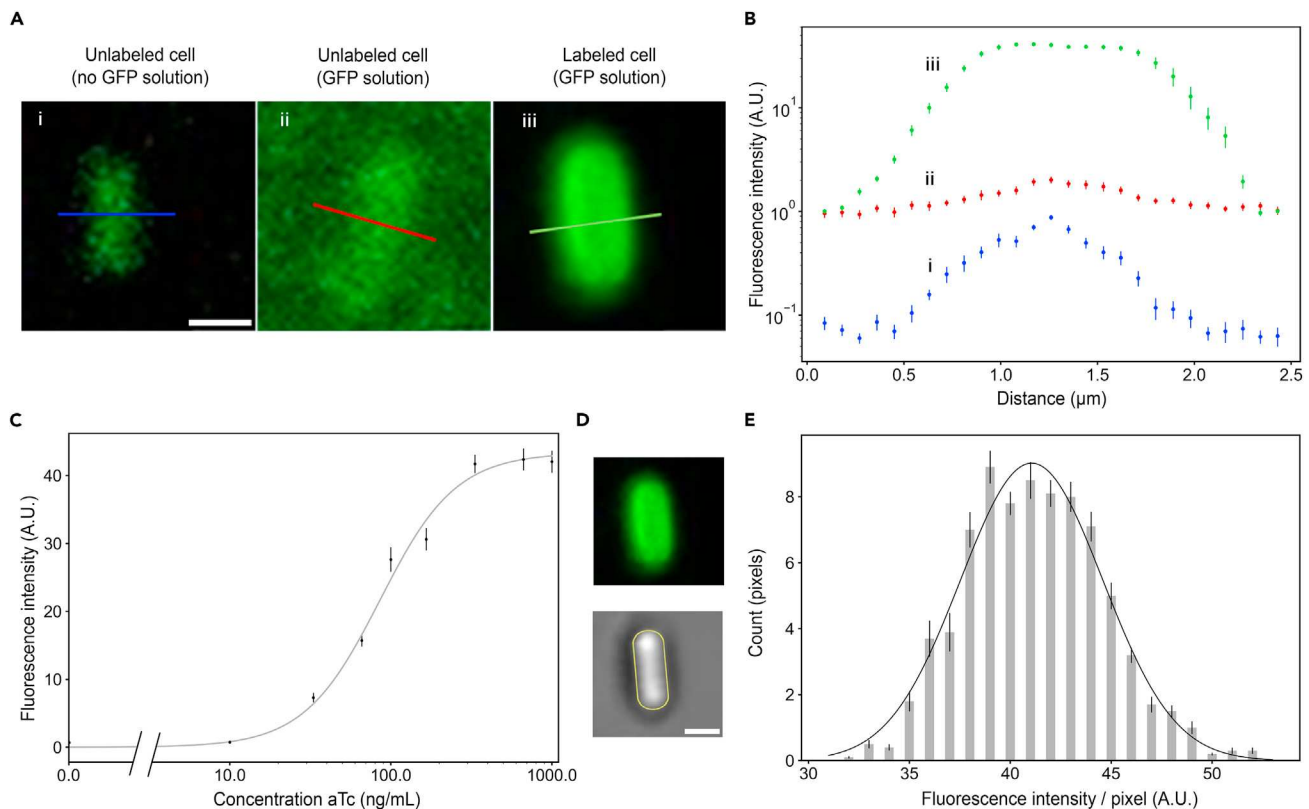 A
Unlabeled cell
(no GFP solution)
Unlabeled cell
(GFP solution)
Labeled cell
(GFP solution)
i
ii
iii
B
Fluorescence intensity (A.U.)
10¹
10⁰
10⁻¹
iii
ii
i
0.0 0.5 1.0 1.5 2.0 2.5
Distance (µm)
C
Fluorescence intensity (A.U.)
40
30
20
10
0
0.0 10.0 100.0 1000.0
Concentration aTc (ng/mL)
D
E
Count (pixels)
8
6
4
2
0
30 35 40 45 50
Fluorescence intensity / pixel (A.U.)